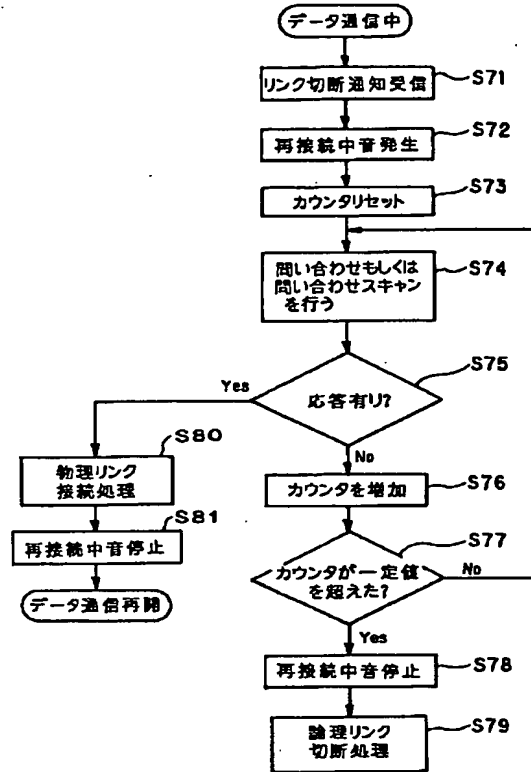 データ通信中
リンク切断通知受信
S71
再接続中音発生
S72
カウンタリセット
S73
問い合わせもしくは
問い合わせスキャン
を行う
S74
応答有り?
S75
Yes
No
物理リンク
接続処理
S80
再接続中音停止
S81
データ通信再開
カウンタを増加
S76
カウンタが一定値
を超えた?
S77
No
Yes
再接続中音停止
S78
論理リンク
切断処理
S79